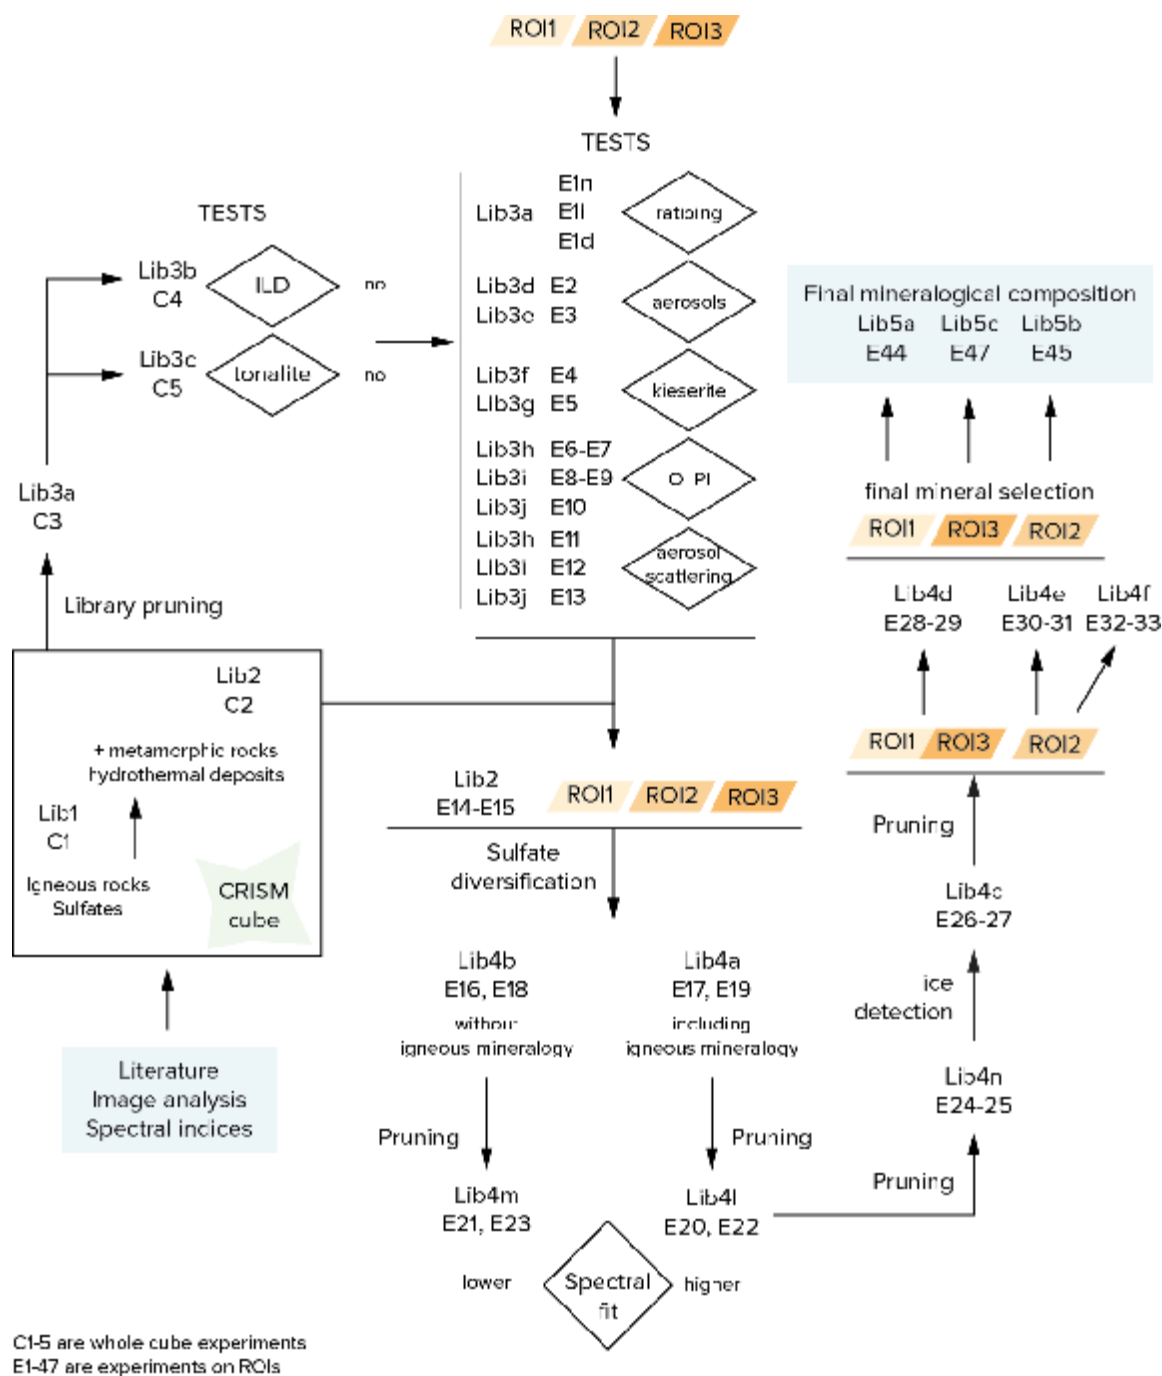 ROI1 ROI2 ROI3
TESTS
E1n
Lib3a E1l ratioing
E1d
TESTS
Lib3b
C4
ILD no
Lib3c
C5
tonalite no
Lib3d E2
Lib3e E3
aerosols
Lib3f E4
Lib3g E5
kieserite
Lib3h E6-E7
Lib3i E8-E9
Lib3j E10
Lib3h E11
Lib3i E12
Lib3j E13
aerosol
scattering
Lib3a
C3
Library pruning
Lib2
C2
+ metamorphic rocks
hydrothermal deposits
Lib1
C1
Igneous rocks
Sulfates
CRISM
cube
Literature
Image analysis
Spectral indices
Lib2
E14-E15
ROI1 ROI2 ROI3
Sulfate
diversification
Lib4b
E16, E18
without
igneous mineralogy
Lib4a
E17, E19
including
igneous mineralogy
Pruning
Pruning
Lib4m
E21, E23
Lib4l
E20, E22
lower
Spectral
fit
higher
Pruning
Lib4n
E24-25
ice
detection
Lib4c
E26-27
Pruning
ROI1 ROI3 ROI2
Lib4d
E28-29
Lib4e
E30-31
Lib4f
E32-33
ROI1 ROI3 ROI2
final mineral selection
Final mineralogical composition
Lib5a Lib5c Lib5b
E44 E47 E45
C1-5 are whole cube experiments
E1-47 are experiments on ROIs